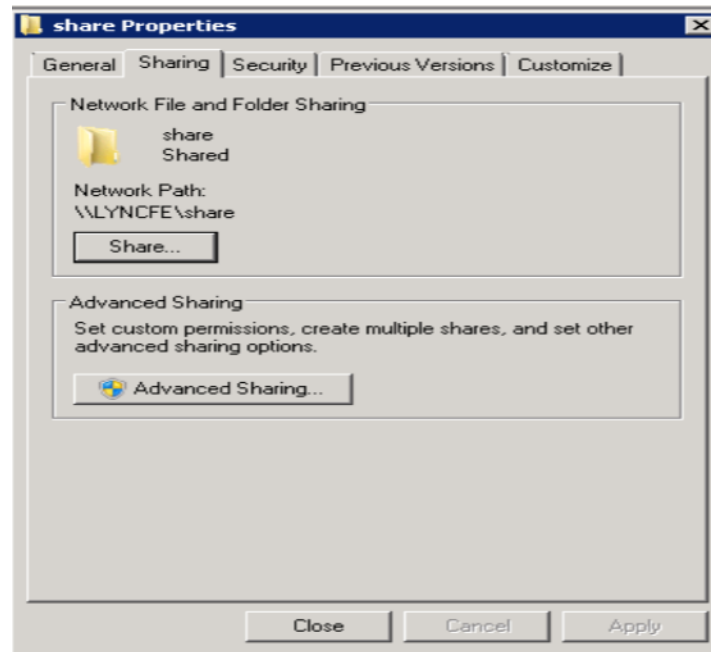 share Properties
General Sharing Security Previous Versions Customize
Network File and Folder Sharing
share
Shared
Network Path:
\\LYNCFE\share
Share...
Advanced Sharing
Set custom permissions, create multiple shares, and set other
advanced sharing options.
Advanced Sharing...
Close Cancel Apply